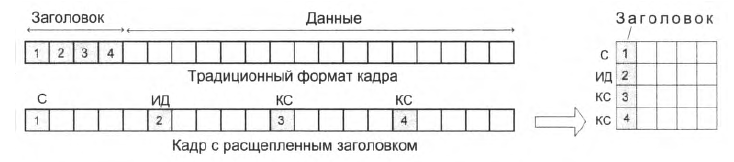 Заголовок Данные
1 2 3 4
Традиционный формат кадра
С ИД КС КС
1 2 3 4
Кадр с расщепленным заголовком
Заголовок
С 1
ИД 2
КС 3
КС 4